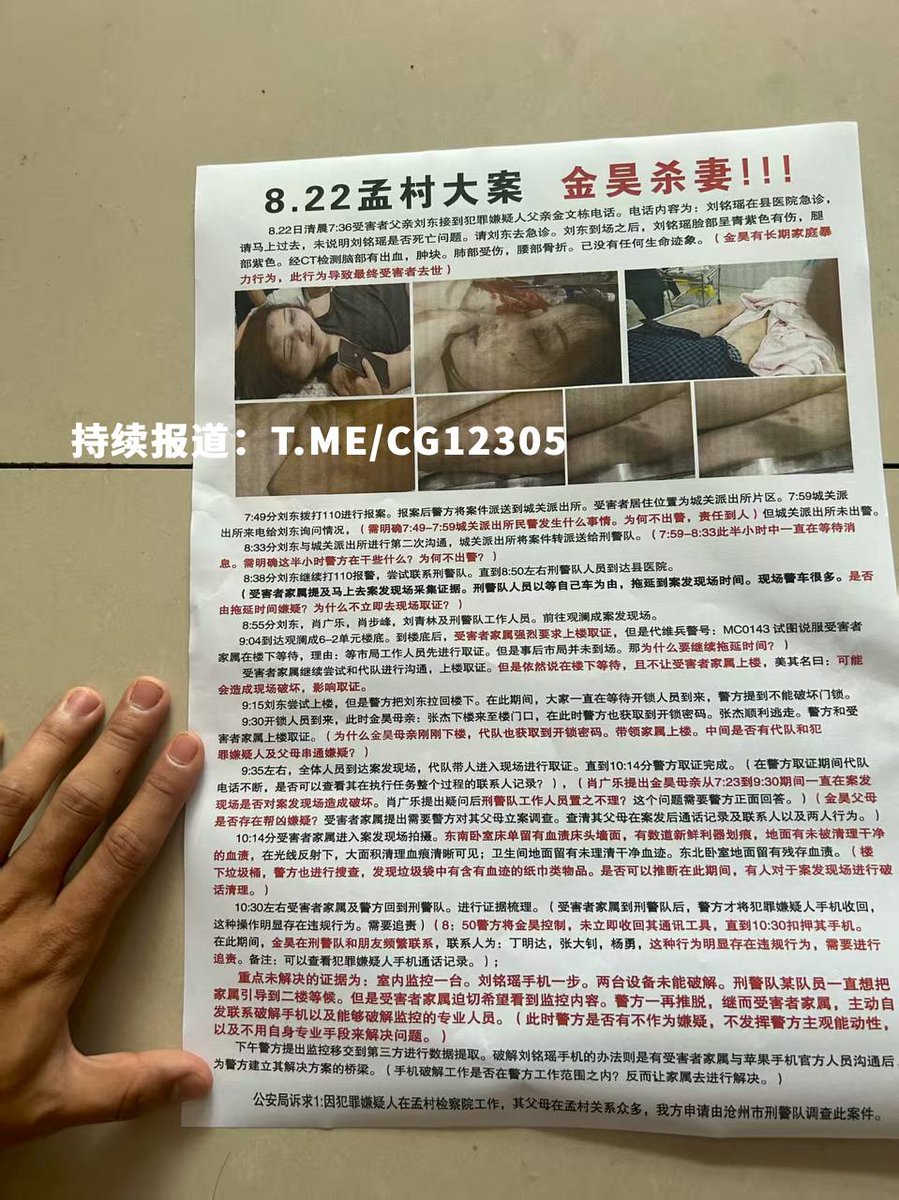 8.22孟村大案 金昊杀妻!!!
8.22日清晨7:36受害者父亲刘东接到犯罪嫌疑人父亲金文栋电话。电话内容为：刘铭瑶在县医院急诊，
请马上过去，未说明刘铭瑶是否死亡问题。请刘东去急诊。刘东到场之后，刘铭瑶脸部呈青紫色有伤，腿
部紫色。经CT检测脑部有出血，肿块。肺部受伤，腰部骨折。已没有任何生命迹象。（金昊有长期家庭暴
力行为，此行为导致最终受害者去世）
持续报道：T.ME/CG12305
7:49分刘东拨打110进行报案。报案后警方将案件派送到城关派出所。受害者居住位置为城关派出所片区。7:59城关派
出所来电给刘东询问情况，（需明确7:49-7:59城关派出所民警发生什么事情。为何不出警，责任到人）但城关派出所未出警。
8:33分刘东与城关派出所进行第二次沟通，城关派出所将案件转派送给刑警队。（7:59-8:33此半小时中一直在等待消
息。需明确这半小时警方在干些什么？为何不出警？）
8:38分刘东继续打110报警，尝试联系刑警队。直到8:50左右刑警队人员到达县医院。
（受害者家属提及马上去案发现场采集证据。刑警队人员以等自己车为由，拖延到案发现场时间。现场警车很多。是否
由拖延时间嫌疑？为什么不立即去现场取证？）
8:55分刘东，肖广乐，肖步峰，刘青林及刑警队工作人员。前往观澜成案发现场。
9:04到达观澜成6-2单元楼底。到楼底后，受害者家属强烈要求上楼取证，但是代维兵警号：MC0143 试图说服受害者
家属在楼下等待，理由：等市局工作人员先进行取证。但是事后市局并未到场。那为什么要继续拖延时间？）
受害者家属继续尝试和代队进行沟通，上楼取证。但是依然说在楼下等待，且不让受害者家属上楼，美其名曰：可能
会造成现场破坏，影响取证。
9:15刘东尝试上楼，但是警方把刘东拉回楼下。在此期间，大家一直在等待开锁人员到来，警方提到不能破坏门锁。
9:30开锁人员到来，此时金昊母亲：张杰下楼来至楼门口，在此时警方也获取到开锁密码。张杰顺利逃走。警方和受
害者家属上楼取证。（为什么金昊母亲刚刚下楼，代队也获取到开锁密码。带领家属上楼。中间是否有代队和犯
罪嫌疑人及父母串通嫌疑？）
9:35左右，全体人员到达案发现场，代队带人进入现场进行取证。直到10:14分警方取证完成。（在警方取证期间代队
电话不断，是否可以查看其在执行任务整个过程的联系人记录？），（肖广乐提出金昊母亲从7:23到9:30期间一直在案发
现场是否对案发现场造成破坏。肖广乐提出疑问后刑警队工作人员置之不理？这个问题需要警方正面回答。）（金昊父母
是否存在帮凶嫌疑？受害者家属提出需要警方对其父母立案调查。查清其父母在案发后通话记录及联系人以及两人行为。）
10:14分受害者家属进入案发现场拍摄。东南卧室床单留有血渍床头墙面，有数道新鲜利器划痕，地面有未被清理干净
的血渍，在光线反射下，大面积清理血痕清晰可见；卫生间地面留有未理清干净血迹。东北卧室地面留有残存血渍。（楼
下垃圾桶，警方也进行搜查，发现垃圾袋中有含有血迹的纸巾类物品。是否可以推断在此期间，有人对于案发现场进行破
话清理。）
10:30左右受害者家属及警方回到刑警队。进行证据梳理。（受害者家属到刑警队后，警方才将犯罪嫌疑人手机收回，
这种操作明显存在违规行为。需要追责）（8：50警方将金昊控制，未立即收回其通讯工具，直到10:30扣押其手机。
在此期间，金昊在刑警队和朋友频繁联系，联系人为：丁明达，张大钊，杨勇，这种行为明显存在违规行为，需要进行
追责。备注：可以查看犯罪嫌疑人手机通话记录。）；
重点未解决的证据为：室内监控一台。刘铭瑶手机一步。两台设备未能破解。刑警队某队员一直想把
家属引导到二楼等候。但是受害者家属迫切希望看到监控内容。警方一再推脱，继而受害者家属，主动自
发联系破解手机以及能够破解监控的专业人员。（此时警方是否有不作为嫌疑，不发挥警方主观能动性，
以及不用自身专业手段来解决问题。）
下午警方提出监控移交到第三方进行数据提取。破解刘铭瑶手机的办法则是有受害者家属与苹果手机官方人员沟通后
为警方建立其解决方案的桥梁。（手机破解工作是否在警方工作范围之内？反而让家属去进行解决。）
公安局诉求1:因犯罪嫌疑人在孟村检察院工作，其父母在孟村关系众多，我方申请由沧州市刑警队调查此案件。